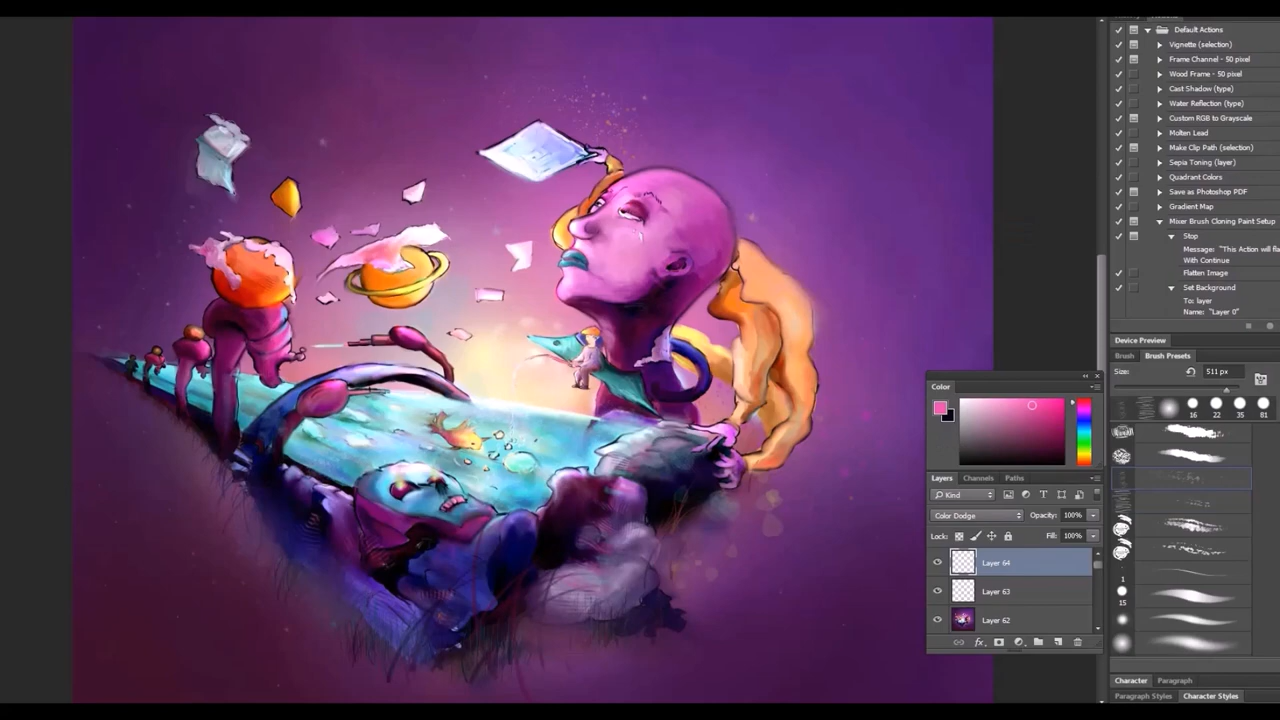 Default Actions
Vignette (selection)
Frame Channel - 50 pixel
Wood Frame - 50 pixel
Cast Shadow (type)
Water Reflection (type)
Custom RGB to Grayscale
Molten Lead
Make Clip Path (selection)
Sepia Toning (layer)
Quadrant Colors
Save as Photoshop PDF
Gradient Map
Mixer Brush Cloning Paint Setup
Stop
Message: "This Action will fla
With Continue
Flatten Image
Set Background
To: layer
Name: "Layer 0"
Device Preview
Brush Brush Presets
Size: 511 px
16 22 35 81
1
15
Color
Layers Channels Paths
Kind
Color Dodge Opacity: 100%
Lock: Fill: 100%
Layer 64
Layer 63
Layer 62
Character Paragraph
Paragraph Styles Character Styles